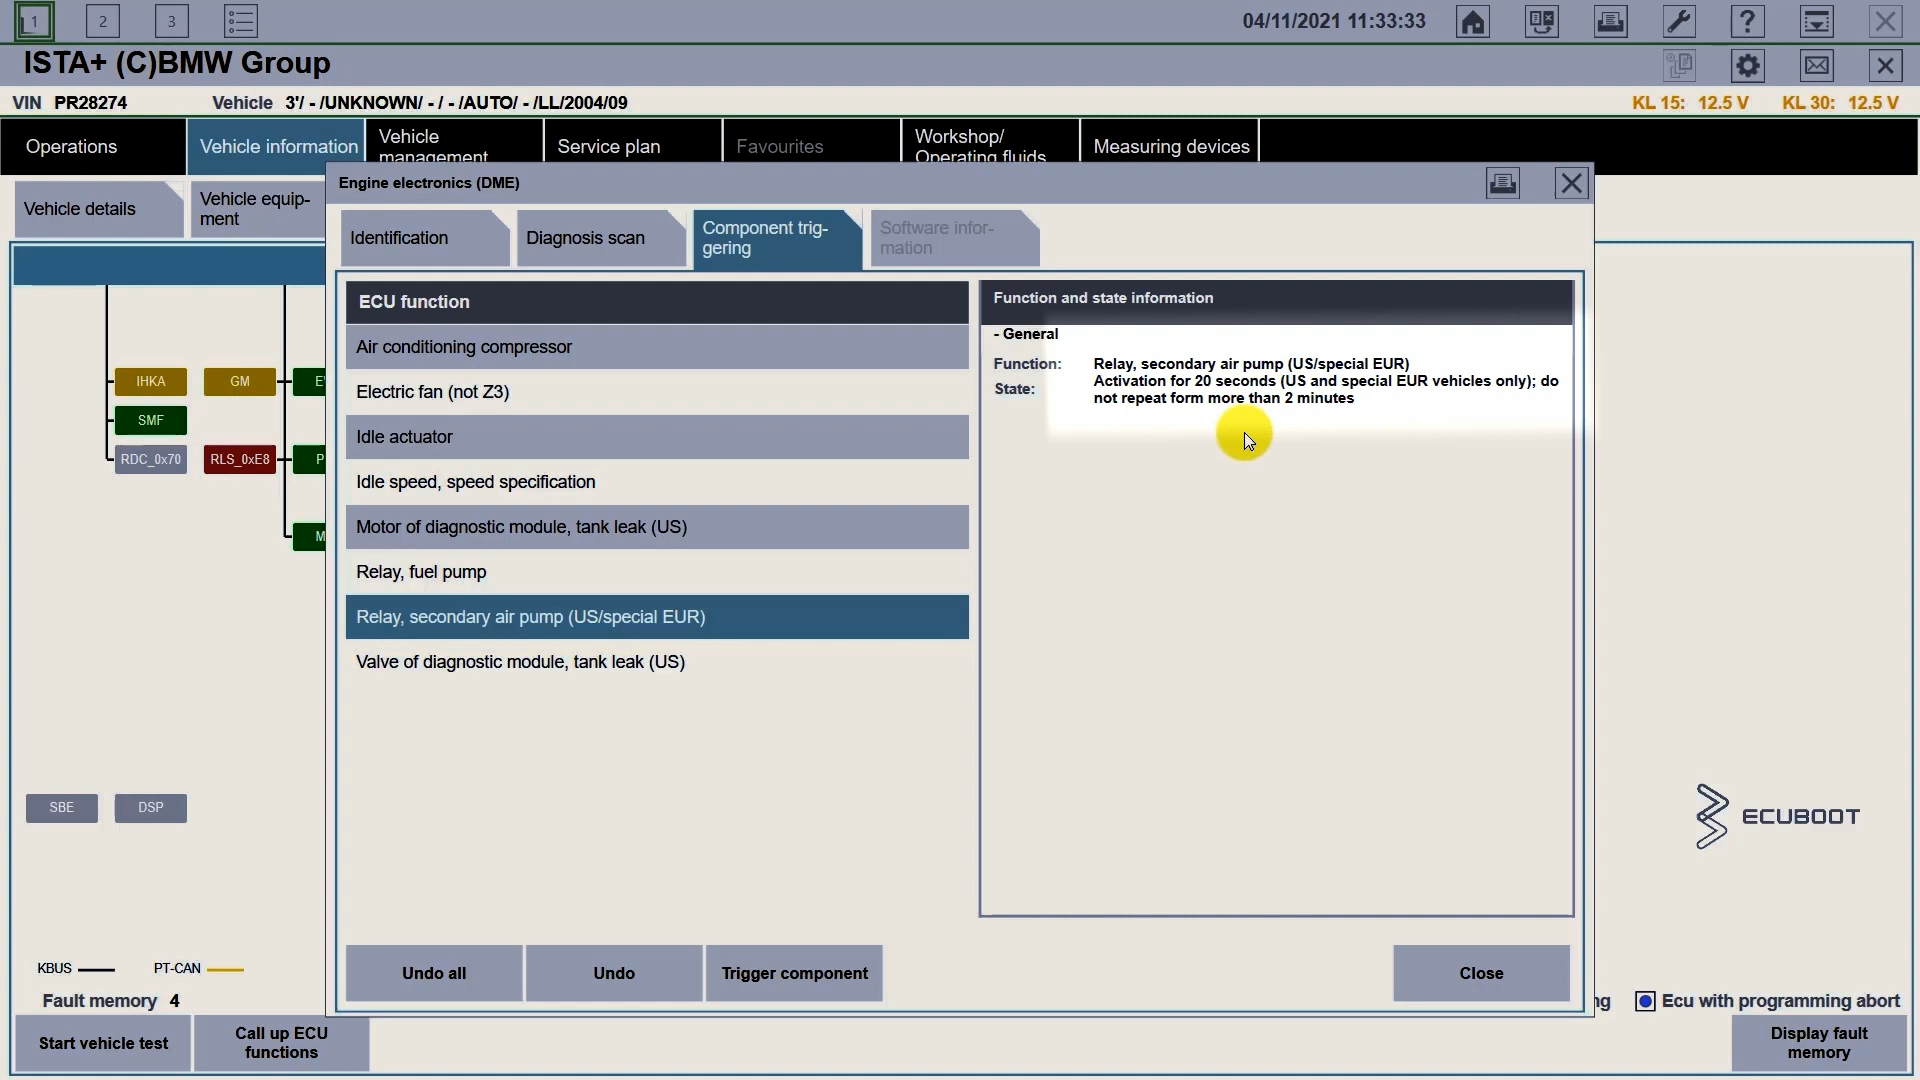 1
2
3
04/11/2021 11:33:33
ISTA+ (C)BMW Group
VIN PR28274 Vehicle 3'/ - /UNKNOWN/ - / - /AUTO/ - /LL/2004/09 KL 15: 12.5 V KL 30: 12.5 V
Operations
Vehicle information
Vehicle
management
Service plan
Favourites
Workshop/
Operating fluids
Measuring devices
Vehicle details
Vehicle equip-
ment
Engine electronics (DME)
Identification
Diagnosis scan
Component trig-
gering
Software infor-
mation
ECU function
Air conditioning compressor
Electric fan (not Z3)
Idle actuator
Idle speed, speed specification
Motor of diagnostic module, tank leak (US)
Relay, fuel pump
Relay, secondary air pump (US/special EUR)
Valve of diagnostic module, tank leak (US)
Function and state information
- General
Function: Relay, secondary air pump (US/special EUR)
State: Activation for 20 seconds (US and special EUR vehicles only); do
not repeat form more than 2 minutes
IHKA
GM
SMF
RDC_0x70
RLS_0xE8
P
M
SBE
DSP
ECUBOOT
Undo all
Undo
Trigger component
Close
KBUS
PT-CAN
Fault memory 4
ng
Ecu with programming abort
Start vehicle test
Call up ECU
functions
Display fault
memory